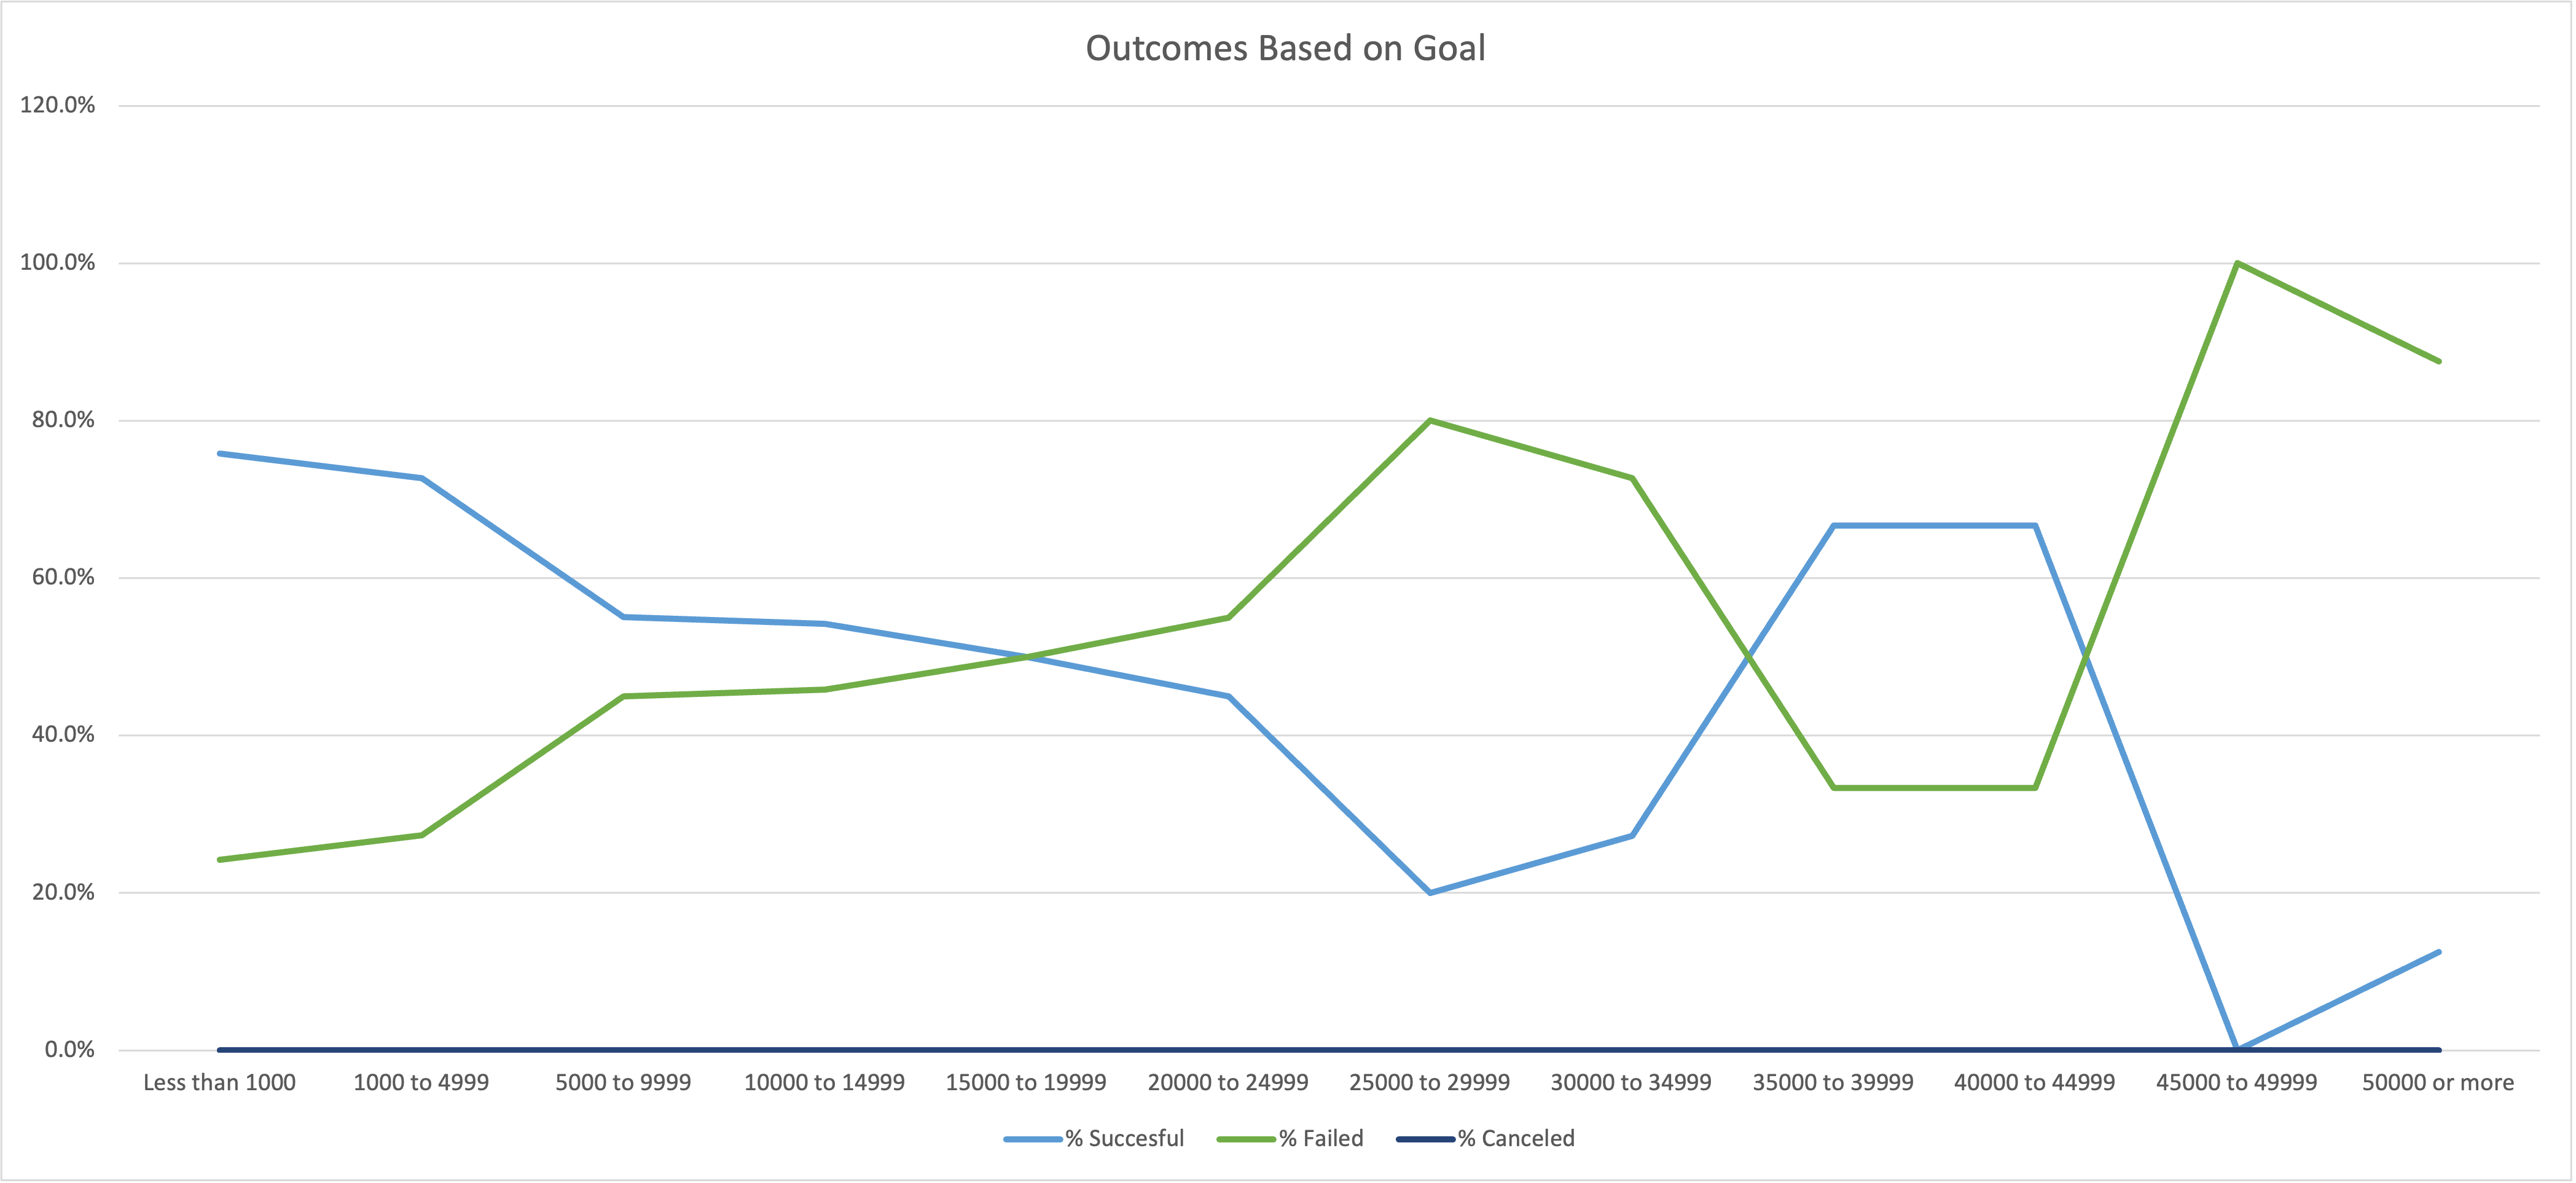 Outcomes Based on Goal
120.0%
100.0%
80.0%
60.0%
40.0%
20.0%
0.0%
Less than 1000 1000 to 4999 5000 to 9999 10000 to 14999 15000 to 19999 20000 to 24999 25000 to 29999 30000 to 34999 35000 to 39999 40000 to 44999 45000 to 49999 50000 or more
% Succesful % Failed % Canceled